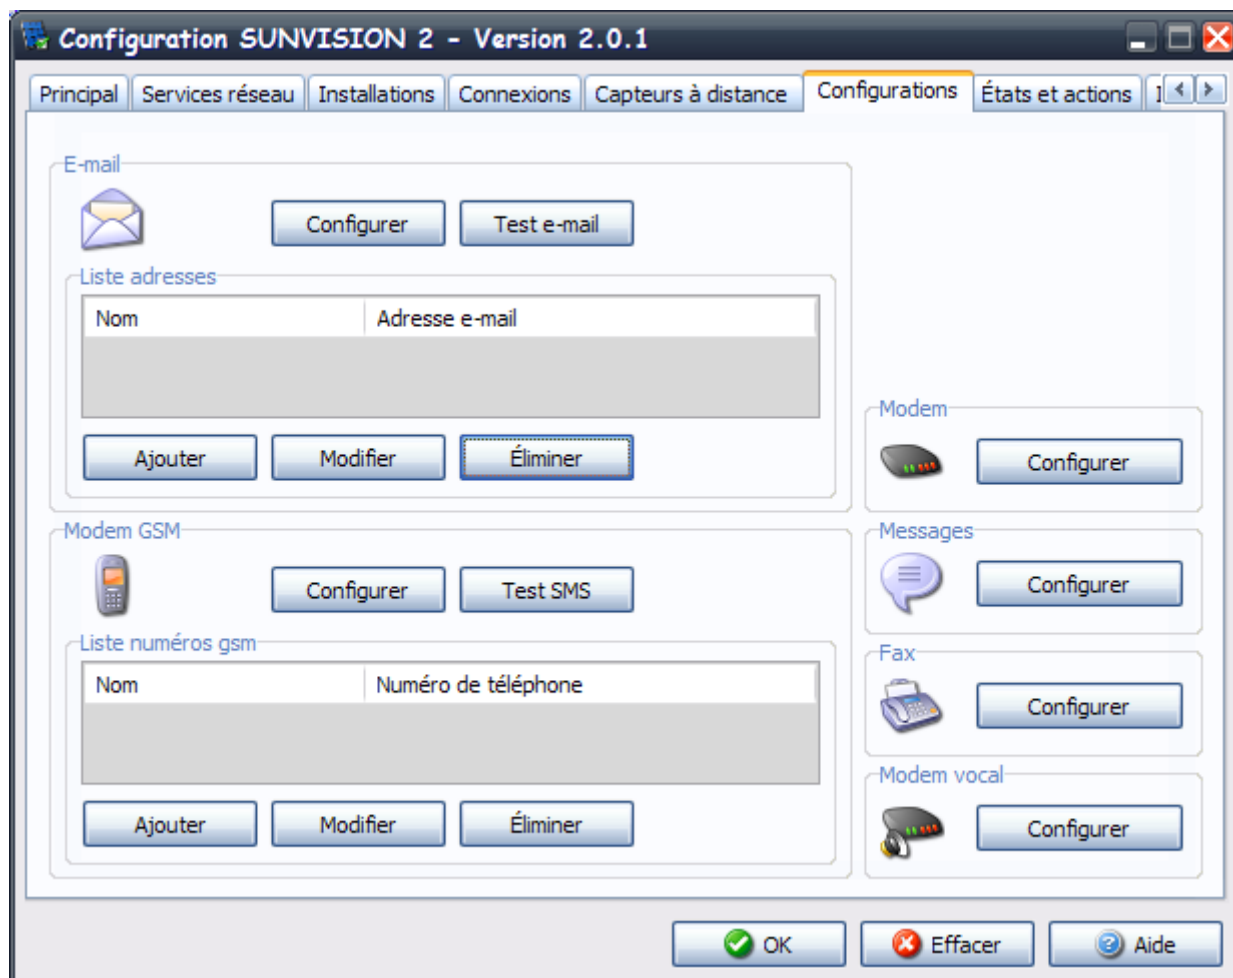 Configuration SUNVISION 2 - Version 2.0.1
Principal Services réseau Installations Connexions Capteurs à distance Configurations États et actions
E-mail
Configurer Test e-mail
Liste adresses
Nom Adresse e-mail
Ajouter Modifier Éliminer
Modem
Configurer
Modem GSM
Configurer Test SMS
Liste numéros gsm
Nom Numéro de téléphone
Ajouter Modifier Éliminer
Messages
Configurer
Fax
Configurer
Modem vocal
Configurer
OK Effacer Aide